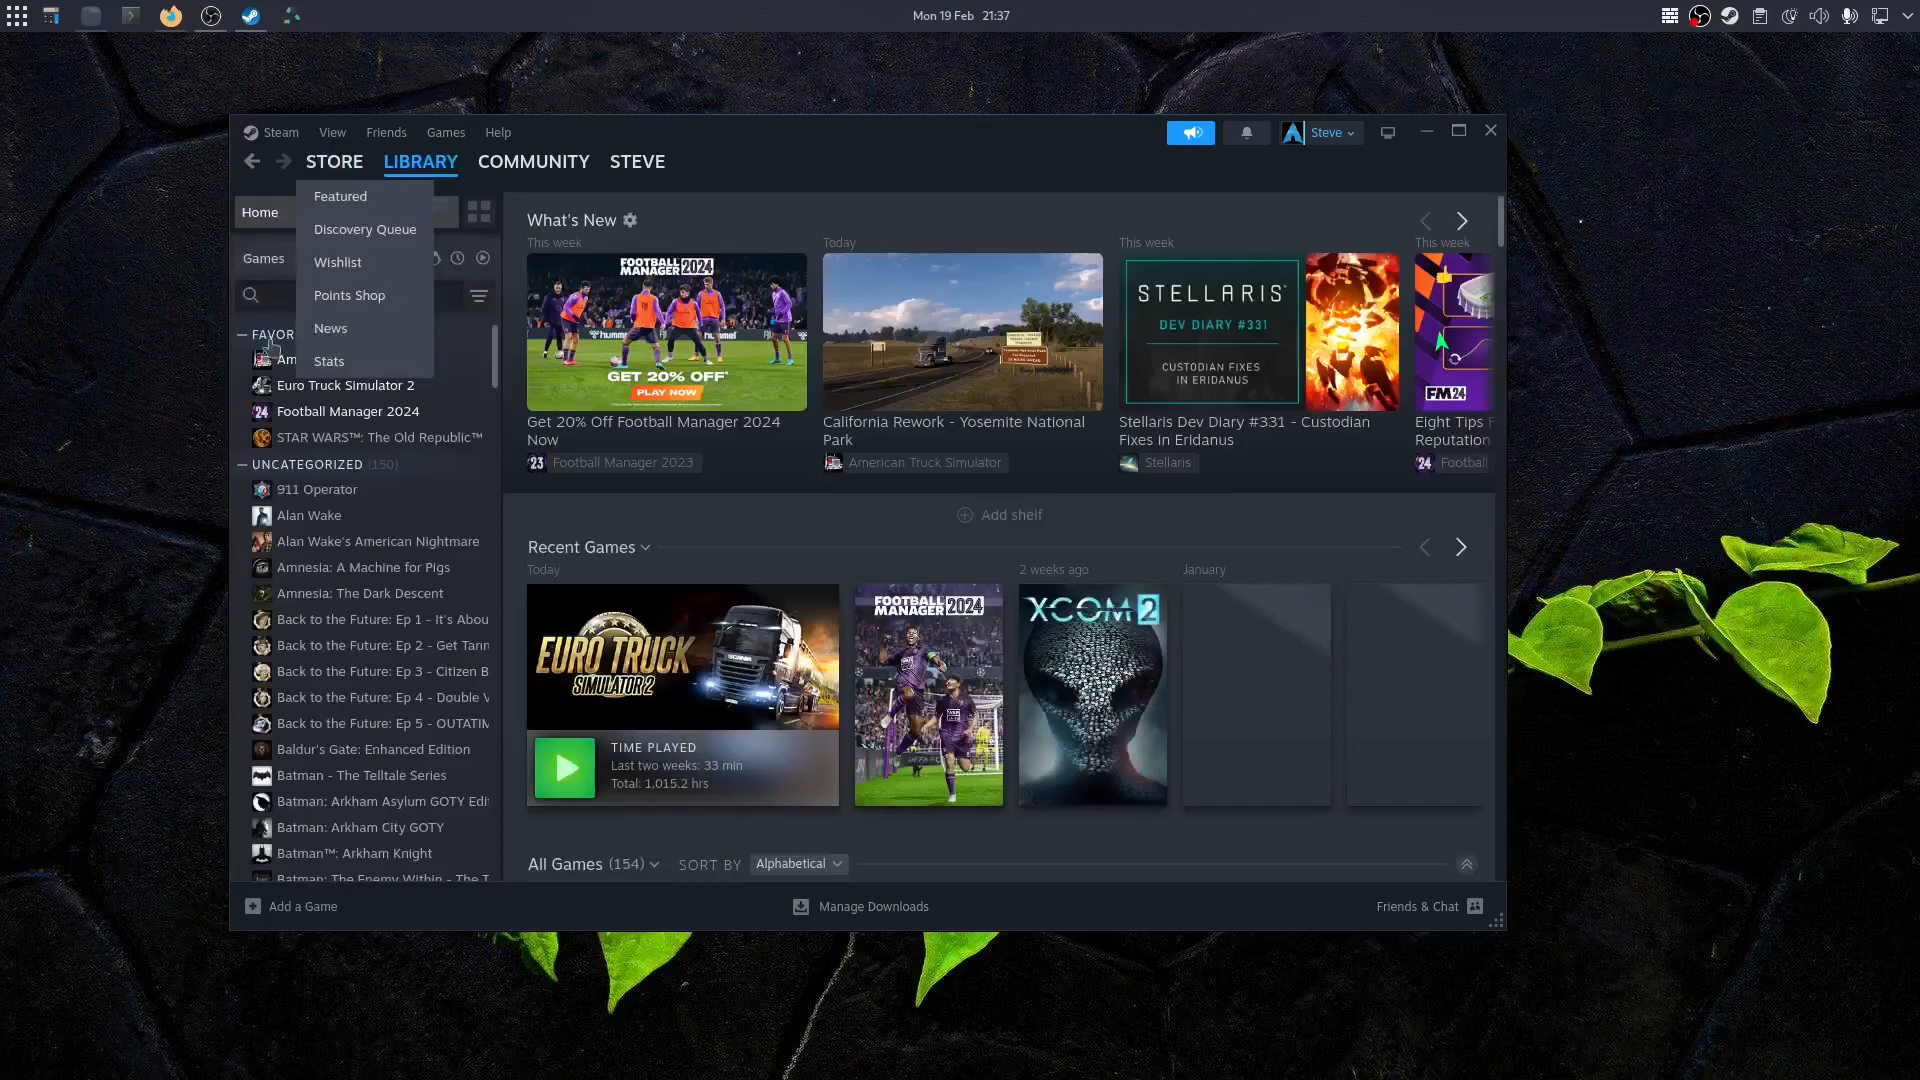 Mon 19 Feb 21:37
Steam View Friends Games Help
Steve
STORE LIBRARY COMMUNITY STEVE
Featured
Discovery Queue
Wishlist
Points Shop
News
Stats
Home
Games
FAVOR
Am
Euro Truck Simulator 2
Football Manager 2024
STAR WARS™: The Old Republic™
UNCATEGORIZED (150)
911 Operator
Alan Wake
Alan Wake's American Nightmare
Amnesia: A Machine for Pigs
Amnesia: The Dark Descent
Back to the Future: Ep 1 - It's Abou
Back to the Future: Ep 2 - Get Tann
Back to the Future: Ep 3 - Citizen B
Back to the Future: Ep 4 - Double V
Back to the Future: Ep 5 - OUTATIM
Baldur's Gate: Enhanced Edition
Batman - The Telltale Series
Batman: Arkham Asylum GOTY Edit
Batman: Arkham City GOTY
Batman™: Arkham Knight
Batman: The Enemy Within - The T
What's New
This week
FOOTBALL MANAGER 2024
GET 20% OFF*
PLAY NOW
Get 20% Off Football Manager 2024
Now
23 Football Manager 2023
Today
California Rework - Yosemite National
Park
American Truck Simulator
This week
STELLARIS
DEV DIARY #331
CUSTODIAN FIXES
IN ERIDANUS
Stellaris Dev Diary #331 - Custodian
Fixes in Eridanus
Stellaris
This week
FM24
Eight Tips F
Reputation
24 Football
Add shelf
Recent Games
Today
EURO TRUCK
SIMULATOR 2
TIME PLAYED
Last two weeks: 33 min
Total: 1,015.2 hrs
FOOTBALL
MANAGER 2024
2 weeks ago
XCOM 2
January
All Games (154) SORT BY Alphabetical
Add a Game
Manage Downloads
Friends & Chat